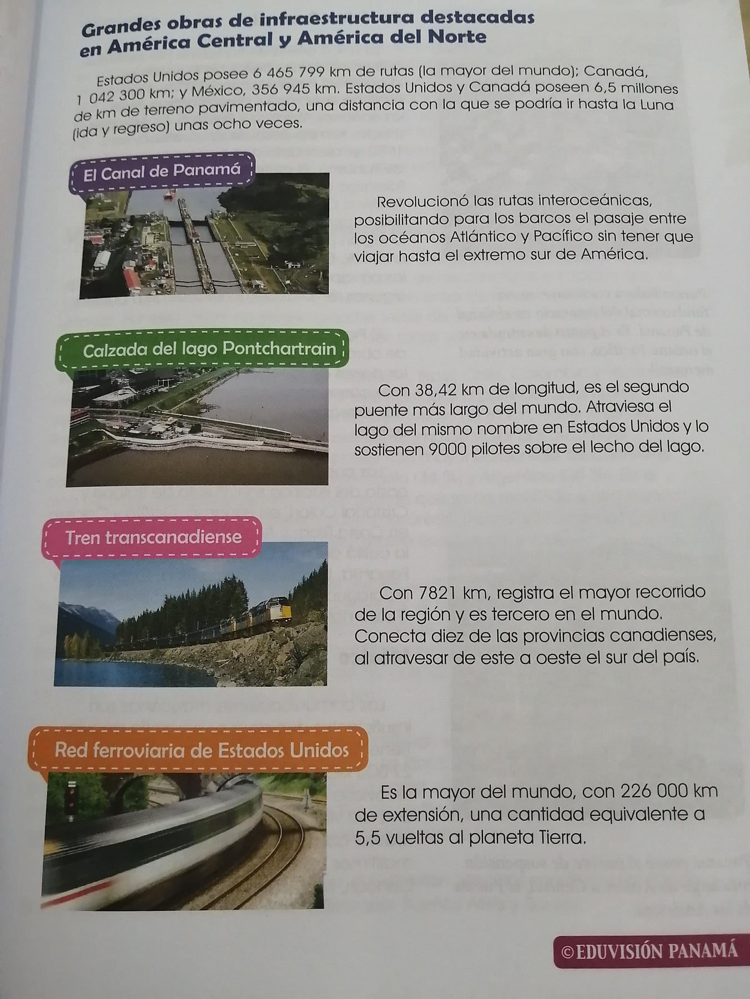 Grandes obras de infraestructura destacadas
en América Central y América del Norte
Estados Unidos posee 6 465 799 km de rutas (la mayor del mundo); Canadá,
1 042 300 km; y México, 356 945 km. Estados Unidos y Canadá poseen 6,5 millones
de km de terreno pavimentado, una distancia con la que se podría ir hasta la Luna
(ida y regreso) unas ocho veces.
El Canal de Panamá
Revolucionó las rutas interoceánicas,
posibilitando para los barcos el pasaje entre
los océanos Atlántico y Pacífico sin tener que
viajar hasta el extremo sur de América.
Calzada del lago Pontchartrain
Con 38,42 km de longitud, es el segundo
puente más largo del mundo. Atraviesa el
lago del mismo nombre en Estados Unidos y lo
sostienen 9000 pilotes sobre el lecho del lago.
Tren transcanadiense
Con 7821 km, registra el mayor recorrido
de la región y es tercero en el mundo.
Conecta diez de las provincias canadienses,
al atravesar de este a oeste el sur del país.
Red ferroviaria de Estados Unidos
Es la mayor del mundo, con 226 000 km
de extensión, una cantidad equivalente a
5,5 vueltas al planeta Tierra.
©EDUVISIÓN PANAMÁ